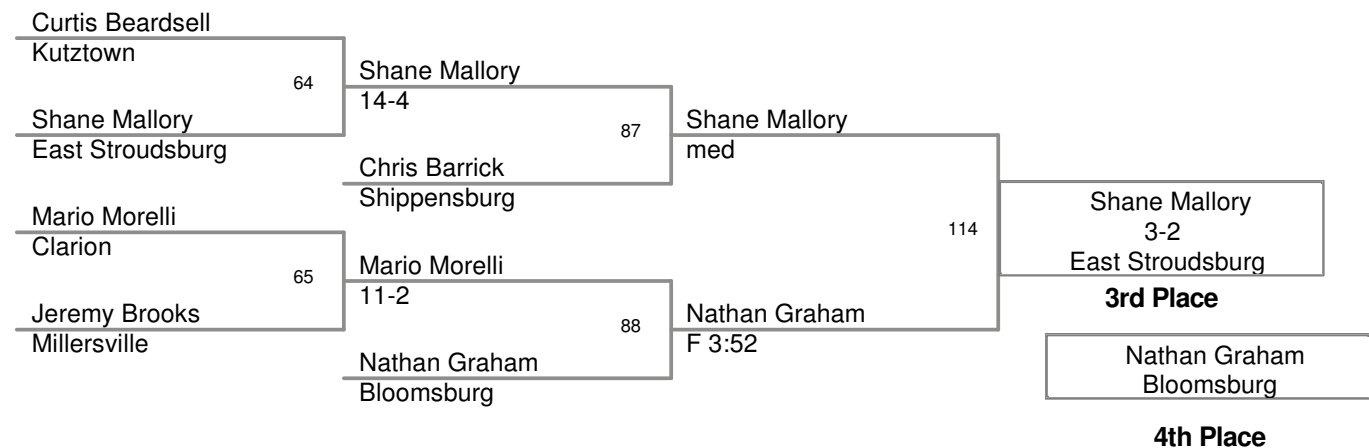 Curtis Beardsell
Kutztown
64
Shane Mallory
14-4
Shane Mallory
East Stroudsburg
87
Shane Mallory
med
Chris Barrick
Shippensburg
Mario Morelli
Clarion
65
Mario Morelli
11-2
Jeremy Brooks
Millersville
88
Nathan Graham
F 3:52
Nathan Graham
Bloomsburg
114
Shane Mallory
3-2
East Stroudsburg
3rd Place
Nathan Graham
Bloomsburg
4th Place